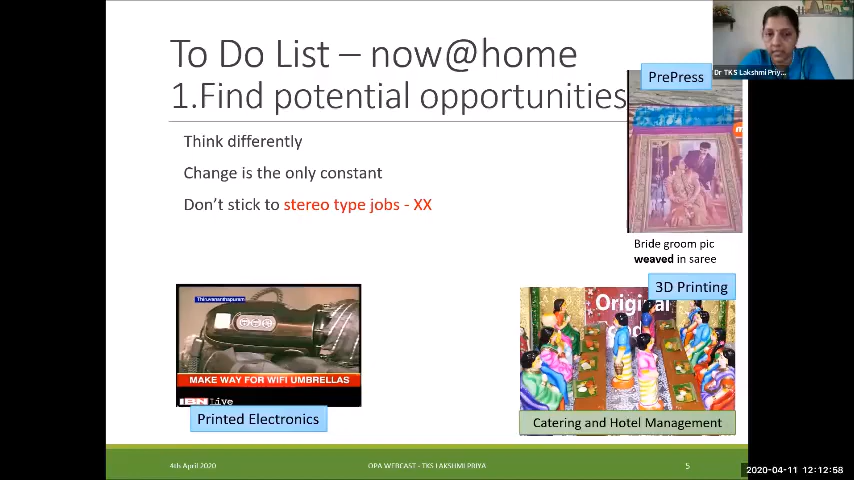 To Do List – now@home
1.Find potential opportunities
Think differently
Change is the only constant
Don't stick to stereo type jobs - XX
Dr TKS Lakshmi Priy...
PrePress
Bride groom pic
weaved in saree
3D Printing
Original
Catering and Hotel Management
Thiruvananthapuram
MAKE WAY FOR WIFI UMBRELLAS
IBN Live
Printed Electronics
4th April 2020
OPA WEBCAST - TKS LAKSHMI PRIYA
5
2020-04-11 12:12:58